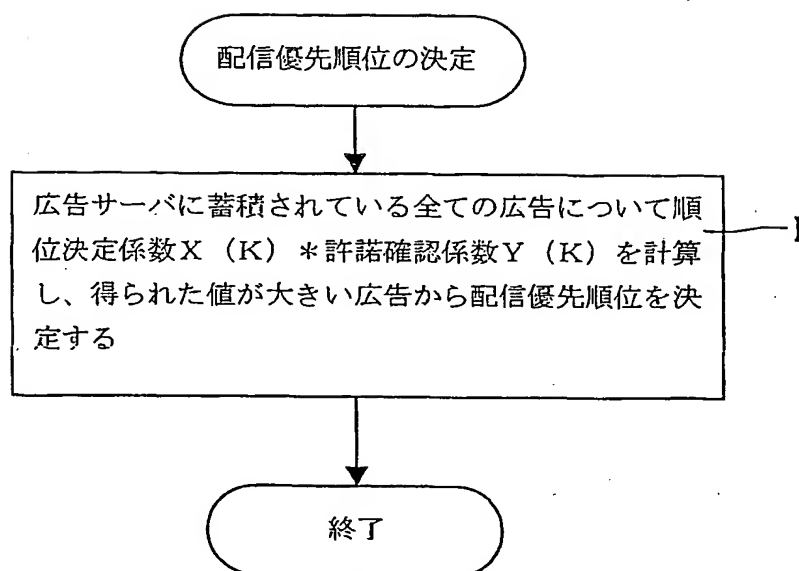 配信優先順位の決定
広告サーバに蓄積されている全ての広告について順
位決定係数X (K) *許諾確認係数Y (K) を計算
し、得られた値が大きい広告から配信優先順位を決
定する
終了